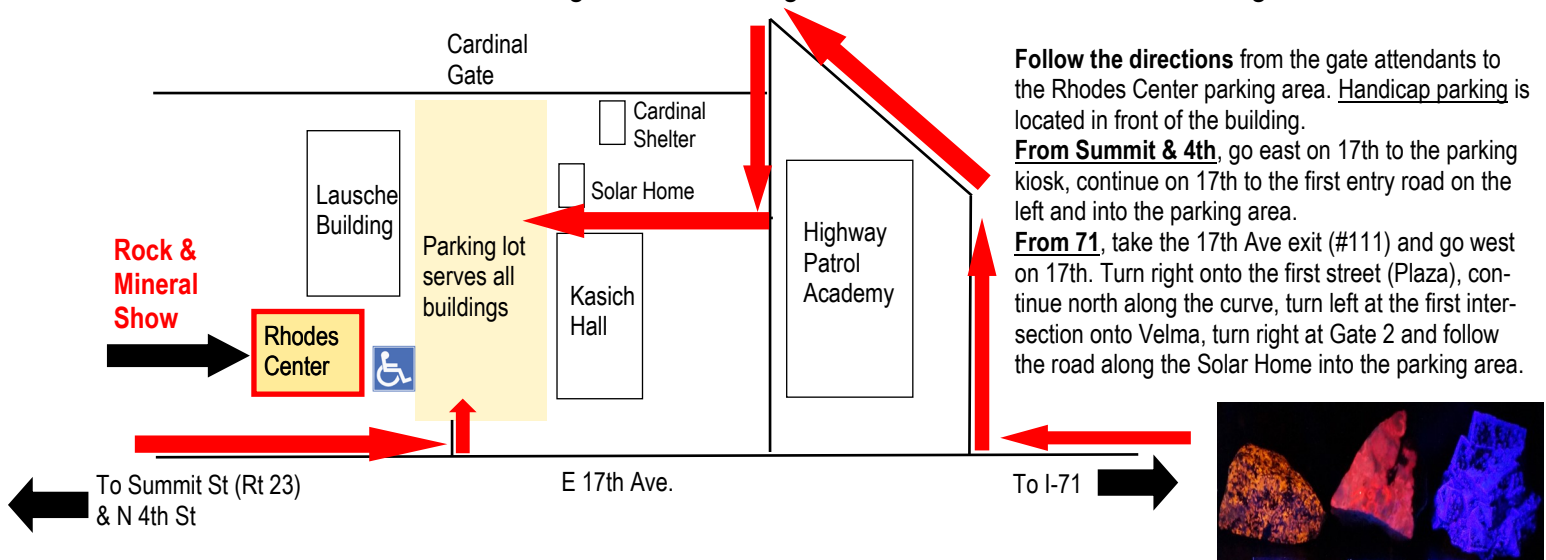 Cardinal
Gate
Cardinal
Shelter
Solar Home
Lausche
Building
Parking lot
serves all
buildings
Kasich
Hall
Highway
Patrol
Academy
Rock &
Mineral
Show
Rhodes
Center
To Summit St (Rt 23)
& N 4th St
E 17th Ave.
To I-71
Follow the directions from the gate attendants to
the Rhodes Center parking area. Handicap parking is
located in front of the building.
From Summit & 4th, go east on 17th to the parking
kiosk, continue on 17th to the first entry road on the
left and into the parking area.
From 71, take the 17th Ave exit (#111) and go west
on 17th. Turn right onto the first street (Plaza), con-
tinue north along the curve, turn left at the first inter-
section onto Velma, turn right at Gate 2 and follow
the road along the Solar Home into the parking area.